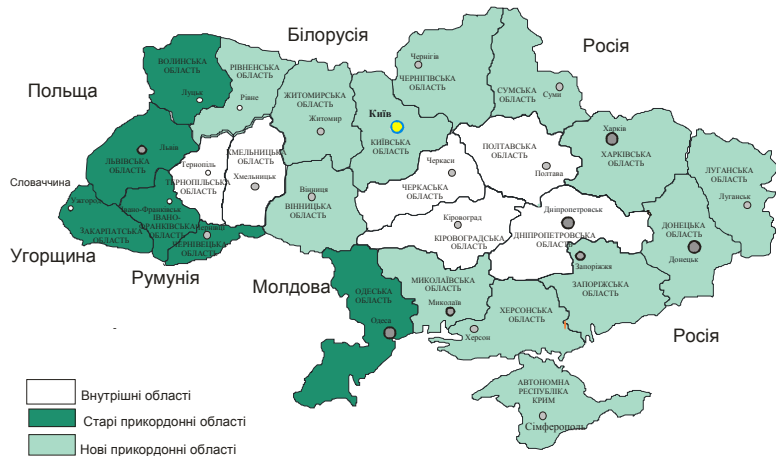 Білорусія
Росія
Польща
Словаччина
Угорщина
Румунія
Молдова
Росія
ВОЛИНСЬКА
ОБЛАСТЬ
Луцьк
РІВНЕНСЬКА
ОБЛАСТЬ
Рівне
ЖИТОМИРСЬКА
ОБЛАСТЬ
Житомир
Київ
КИЇВСЬКА
ОБЛАСТЬ
Чернігів
ЧЕРНІГІВСЬКА
ОБЛАСТЬ
СУМСЬКА
ОБЛАСТЬ
Суми
Львів
ЛЬВІВСЬКА
ОБЛАСТЬ
Тернопіль
ТЕРНОПІЛЬСЬКА
ОБЛАСТЬ
ХМЕЛЬНИЦЬКА
ОБЛАСТЬ
Хмельницьк
Вінниця
ВІННИЦЬКА
ОБЛАСТЬ
Черкаси
ЧЕРКАСЬКА
ОБЛАСТЬ
ПОЛТАВСЬКА
ОБЛАСТЬ
Полтава
Харків
ХАРКІВСЬКА
ОБЛАСТЬ
ЛУГАНСЬКА
ОБЛАСТЬ
Луганськ
Ужгород
ЗАКАРПАТСЬКА
ОБЛАСТЬ
Івано-Франківськ
ІВАНО-
ФРАНКІВСЬКА
ОБЛАСТЬ
Чернівці
ЧЕРНІВЕЦЬКА
ОБЛАСТЬ
Кіровоград
КІРОВОГРАДСЬКА
ОБЛАСТЬ
Дніпропетровськ
ДНІПРОПЕТРОВСЬКА
ОБЛАСТЬ
ДОНЕЦЬКА
ОБЛАСТЬ
Донецьк
Запоріжжя
ЗАПОРІЗЬКА
ОБЛАСТЬ
ОДЕСЬКА
ОБЛАСТЬ
Одеса
МИКОЛАЇВСЬКА
ОБЛАСТЬ
Миколаїв
ХЕРСОНСЬКА
ОБЛАСТЬ
Херсон
АВТОНОМНА
РЕСПУБЛІКА
КРИМ
Сімферополь
Внутрішні області
Старі прикордонні області
Нові прикордонні області